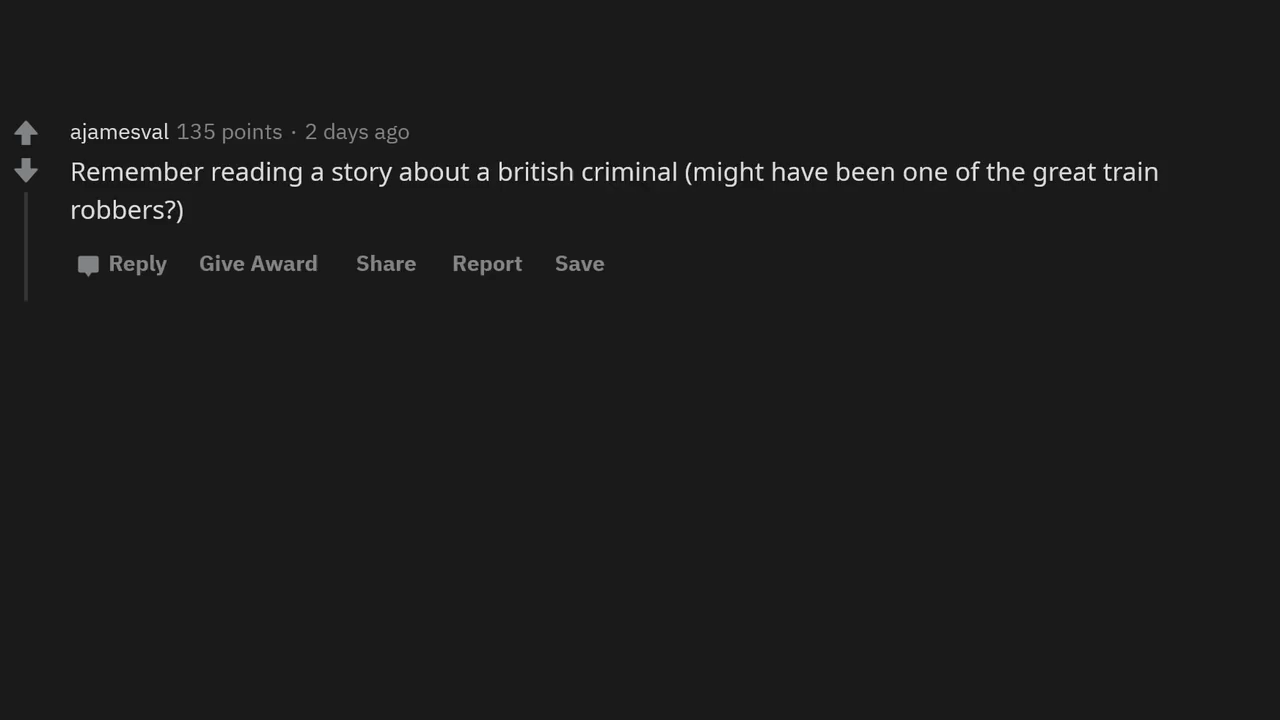 ajamesval 135 points · 2 days ago
Remember reading a story about a british criminal (might have been one of the great train
robbers?)
Reply Give Award Share Report Save